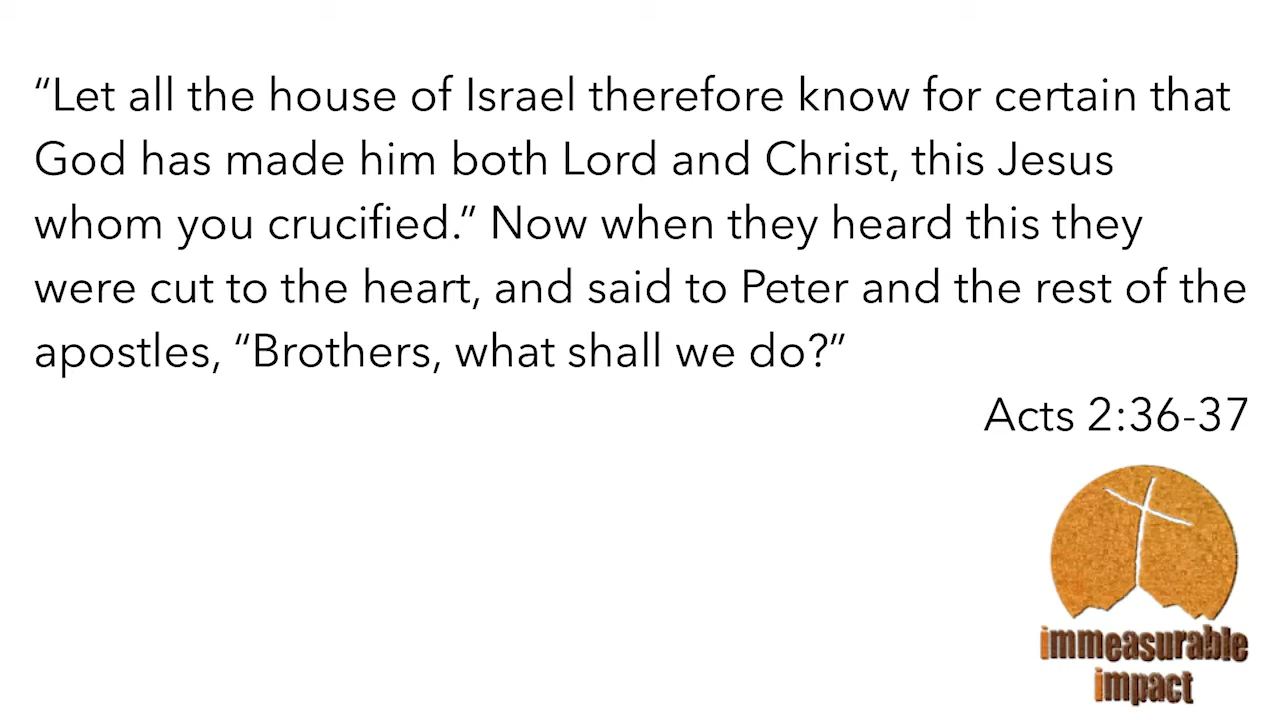 “Let all the house of Israel therefore know for certain that
God has made him both Lord and Christ, this Jesus
whom you crucified.” Now when they heard this they
were cut to the heart, and said to Peter and the rest of the
apostles, “Brothers, what shall we do?”
Acts 2:36-37
immeasurable
impact